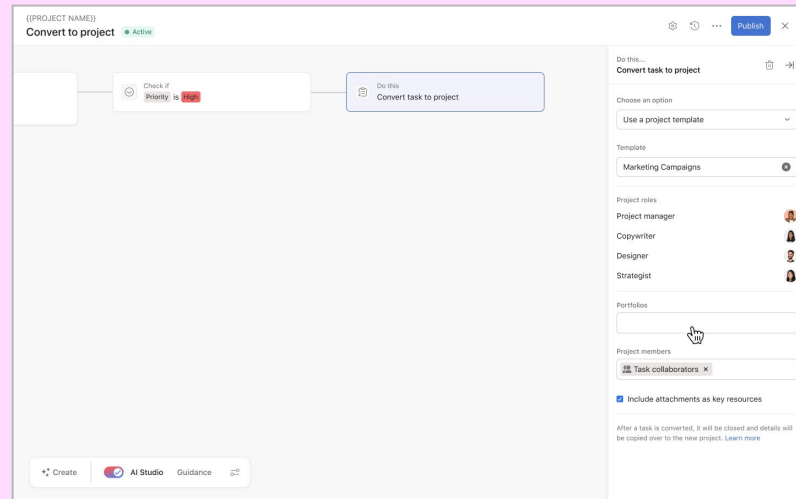 {{PROJECT NAME}}
Convert to project
Active
Publish
Check if
Priority is High
Do this
Convert task to project
Create
AI Studio
Guidance
Do this...
Convert task to project
Choose an option
Use a project template
Template
Marketing Campaigns
Project roles
Project manager
Copywriter
Designer
Strategist
Portfolios
Project members
Task collaborators
Include attachments as key resources
After a task is converted, it will be closed and details will
be copied over to the new project. Learn more